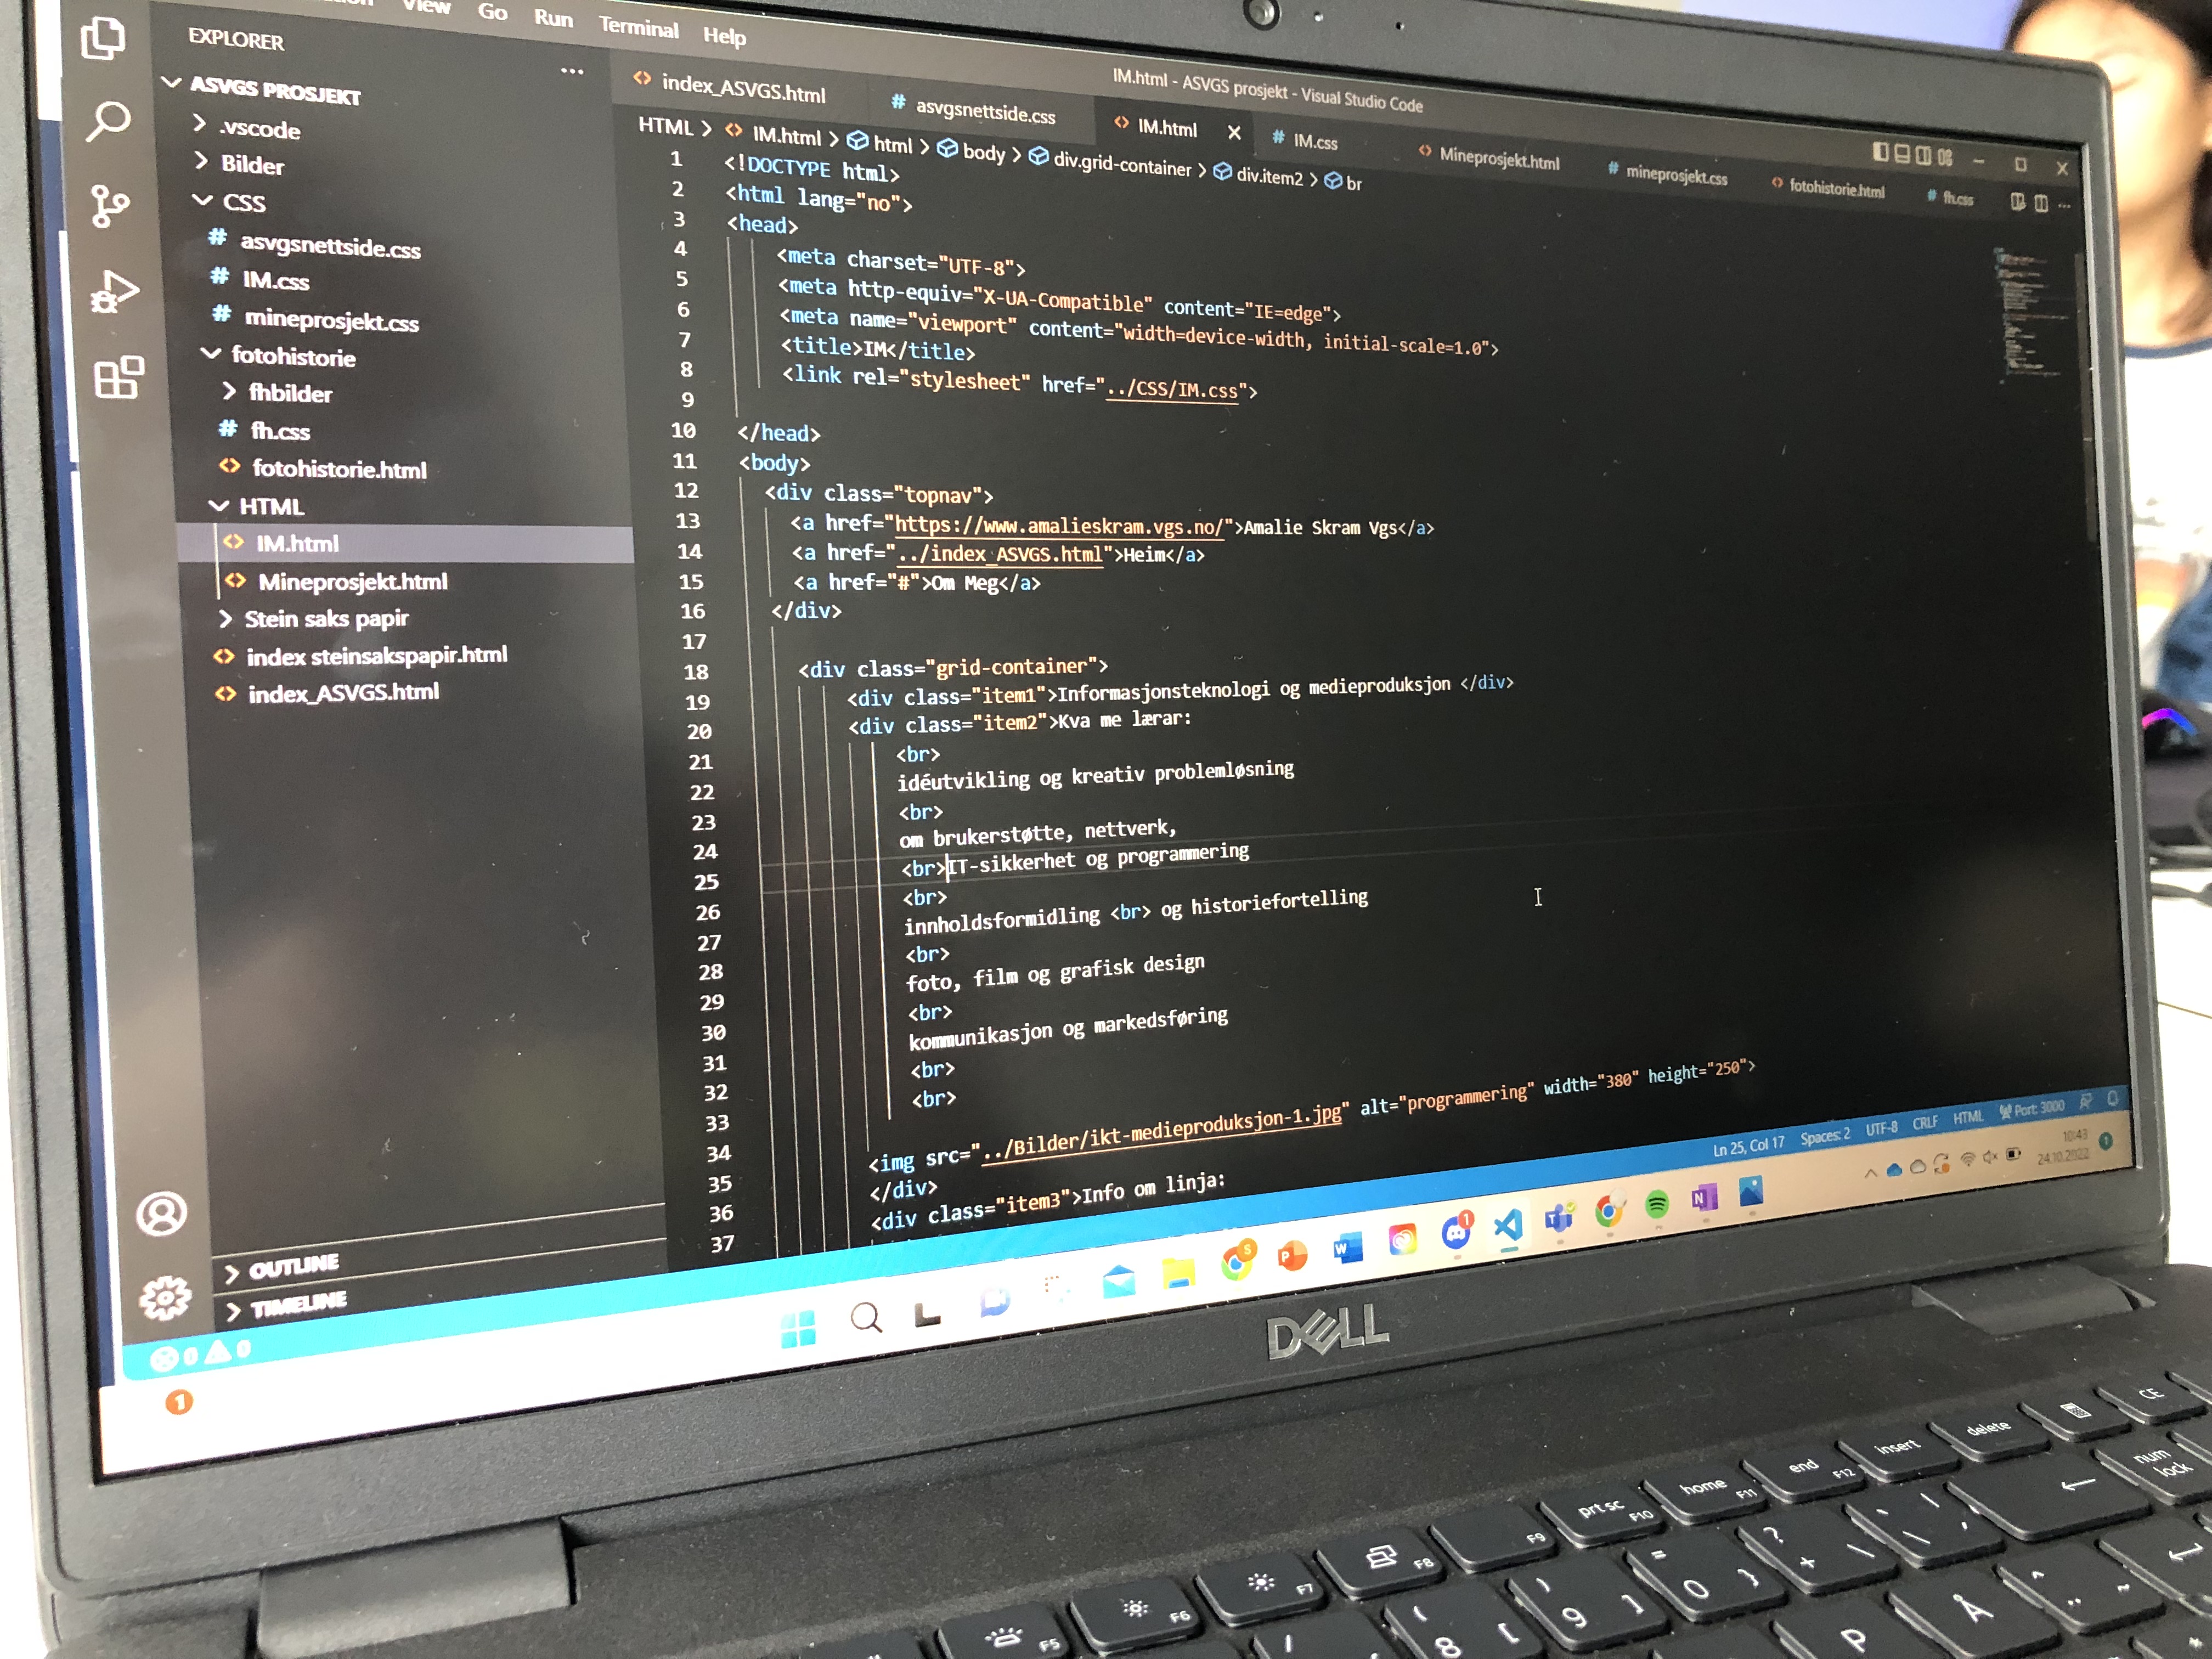 View Go Run Terminal Help
IM.html - ASVGS prosjekt - Visual Studio Code
EXPLORER
ASVGS PROSJEKT
.vscode
Bilder
CSS
asvgsnettside.css
IM.css
mineprosjekt.css
fotohistorie
fhbilder
fh.css
fotohistorie.html
HTML
IM.html
Mineprosjekt.html
Stein saks papir
index steinsakspapir.html
index_ASVGS.html
OUTLINE
TIMELINE
0 0
1
index_ASVGS.html asvgsnettside.css IM.html IM.css Mineprosjekt.html mineprosjekt.css fotohistorie.html fh.css
HTML > IM.html > html > body > div.grid-container > div.item2 > br
1 <!DOCTYPE html>
2 <html lang="no">
3 <head>
4 <meta charset="UTF-8">
5 <meta http-equiv="X-UA-Compatible" content="IE=edge">
6 <meta name="viewport" content="width=device-width, initial-scale=1.0">
7 <title>IM</title>
8 <link rel="stylesheet" href="../CSS/IM.css">
9
10 </head>
11 <body>
12 <div class="topnav">
13 <a href="https://www.amalieskram.vgs.no/">Amalie Skram Vgs</a>
14 <a href="../index_ASVGS.html">Heim</a>
15 <a href="#">Om Meg</a>
16 </div>
17
18 <div class="grid-container">
19 <div class="item1">Informasjonsteknologi og medieproduksjon </div>
20 <div class="item2">Kva me lærar:
21 <br>
22 idéutvikling og kreativ problemløsning
23 <br>
24 om brukerstøtte, nettverk,
25 <br>IT-sikkerhet og programmering
26 <br>
27 innholdsformidling <br> og historiefortelling
28 <br>
29 foto, film og grafisk design
30 <br>
31 kommunikasjon og markedsføring
32 <br>
33 <br>
34
35 <img src="../Bilder/ikt-medieproduksjon-1.jpg" alt="programmering" width="380" height="250">
36 </div>
37 <div class="item3">Info om linja:
Ln 25, Col 17 Spaces: 2 UTF-8 CRLF HTML Port: 3000
10:43
24.10.2022
1
DELL
F5 F6 F7 F8 F9 prt sc F10 home F11 end F12 insert delete CE
num lock
8 [ ( 9 ] ) 0 } = + ? \
P Å